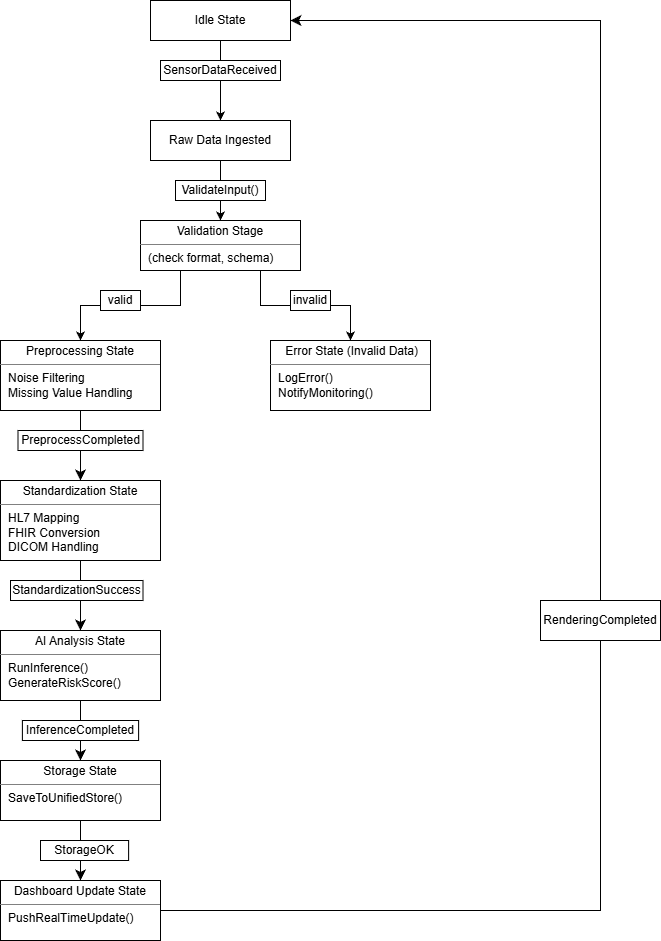 Idle State
SensorDataReceived
Raw Data Ingested
ValidateInput()
Validation Stage
(check format, schema)
valid
invalid
Preprocessing State
Noise Filtering
Missing Value Handling
Error State (Invalid Data)
LogError()
NotifyMonitoring()
PreprocessCompleted
Standardization State
HL7 Mapping
FHIR Conversion
DICOM Handling
StandardizationSuccess
RenderingCompleted
AI Analysis State
RunInference()
GenerateRiskScore()
InferenceCompleted
Storage State
SaveToUnifiedStore()
StorageOK
Dashboard Update State
PushRealTimeUpdate()